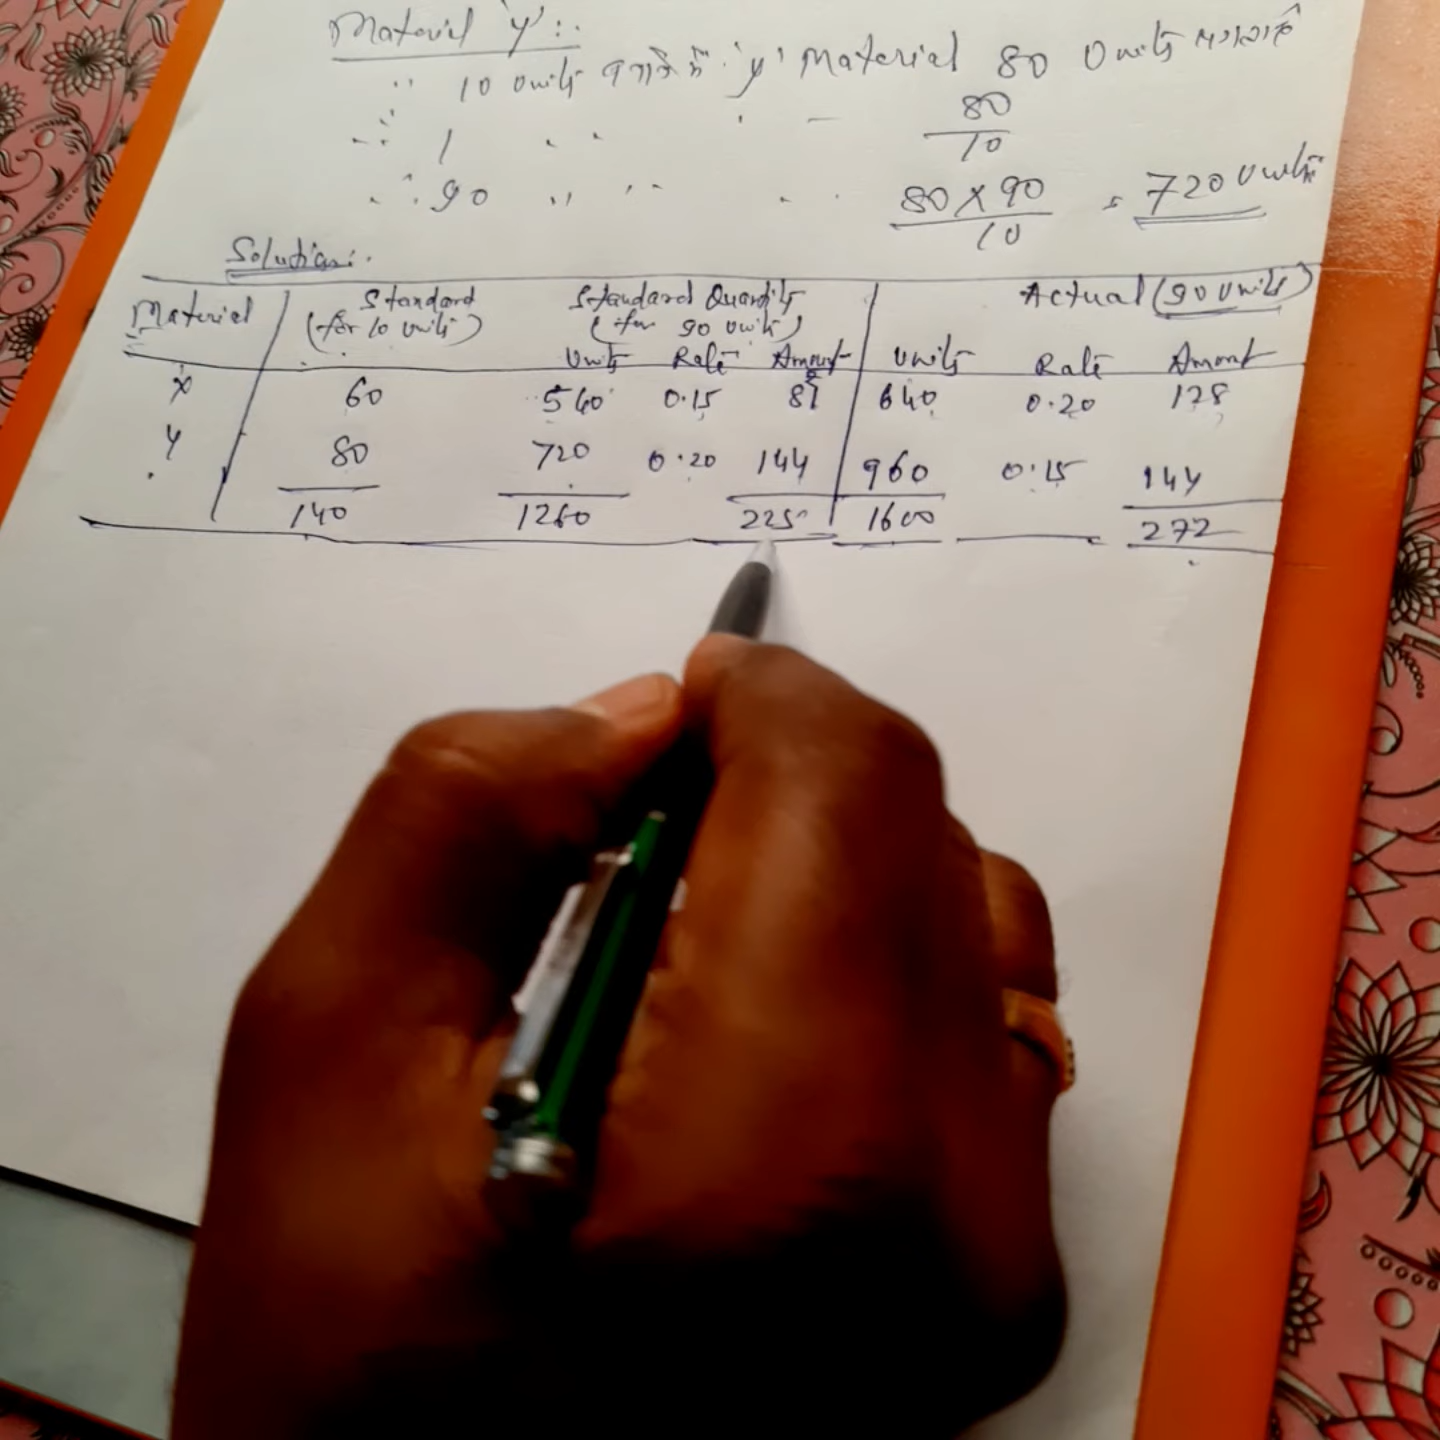 Material 'Y' :.
" 10 Units में 'y' Material 80 Units
∴ 1 " " " - 80/10
∴ 90 " " " " 80 X 90/10 = 720 Units
Solution:.
Material Standard (for 10 Units) Standard Quantity (for 90 Units) Actual (90 Units)
Units Rate Amount Units Rate Amount
X 60 540 0.15 81 640 0.20 128
Y 80 720 0.20 144 960 0.15 144
140 1260 225 1600 272